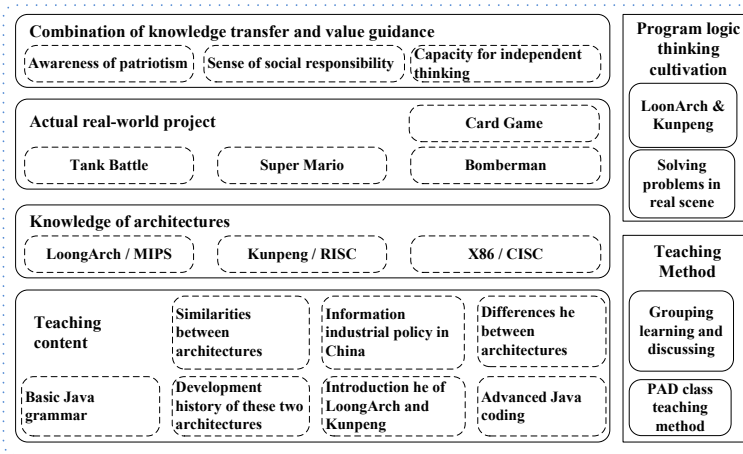 Combination of knowledge transfer and value guidance
Awareness of patriotism
Sense of social responsibility
Capacity for independent
thinking
Actual real-world project
Card Game
Tank Battle
Super Mario
Bomberman
Knowledge of architectures
LoongArch / MIPS
Kunpeng / RISC
X86 / CISC
Teaching
content
Similarities
between
architectures
Information
industrial policy in
China
Differences he
between
architectures
Basic Java
grammar
Development
history of these two
architectures
Introduction he of
LoongArch and
Kunpeng
Advanced Java
coding
Program logic
thinking
cultivation
LoonArch &
Kunpeng
Solving
problems in
real scene
Teaching
Method
Grouping
learning and
discussing
PAD class
teaching
method